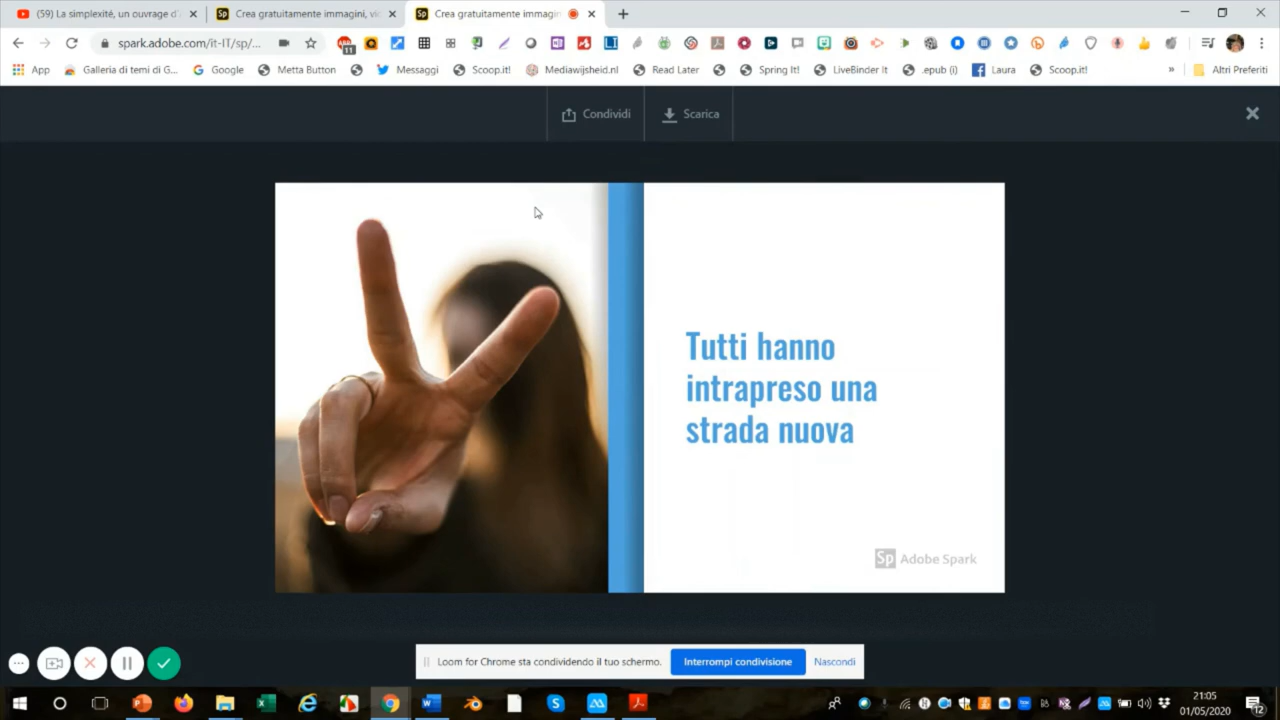 (59) La simplexité, un ouvrage d'
Crea gratuitamente immagini, vi
Crea gratuitamente immagin
spark.adobe.com/it-IT/sp/...
11
App
Galleria di temi di G...
Google
Metta Button
Messaggi
Scoop.it!
Mediawijsheid.nl
Read Later
Spring It!
LiveBinder It
.epub (i)
Laura
Scoop.it!
»
Altri Preferiti
Condividi
Scarica
Tutti hanno
intrapreso una
strada nuova
Sp Adobe Spark
Loom for Chrome sta condividendo il tuo schermo.
Interrompi condivisione
Nascondi
21:05
01/05/2020
12